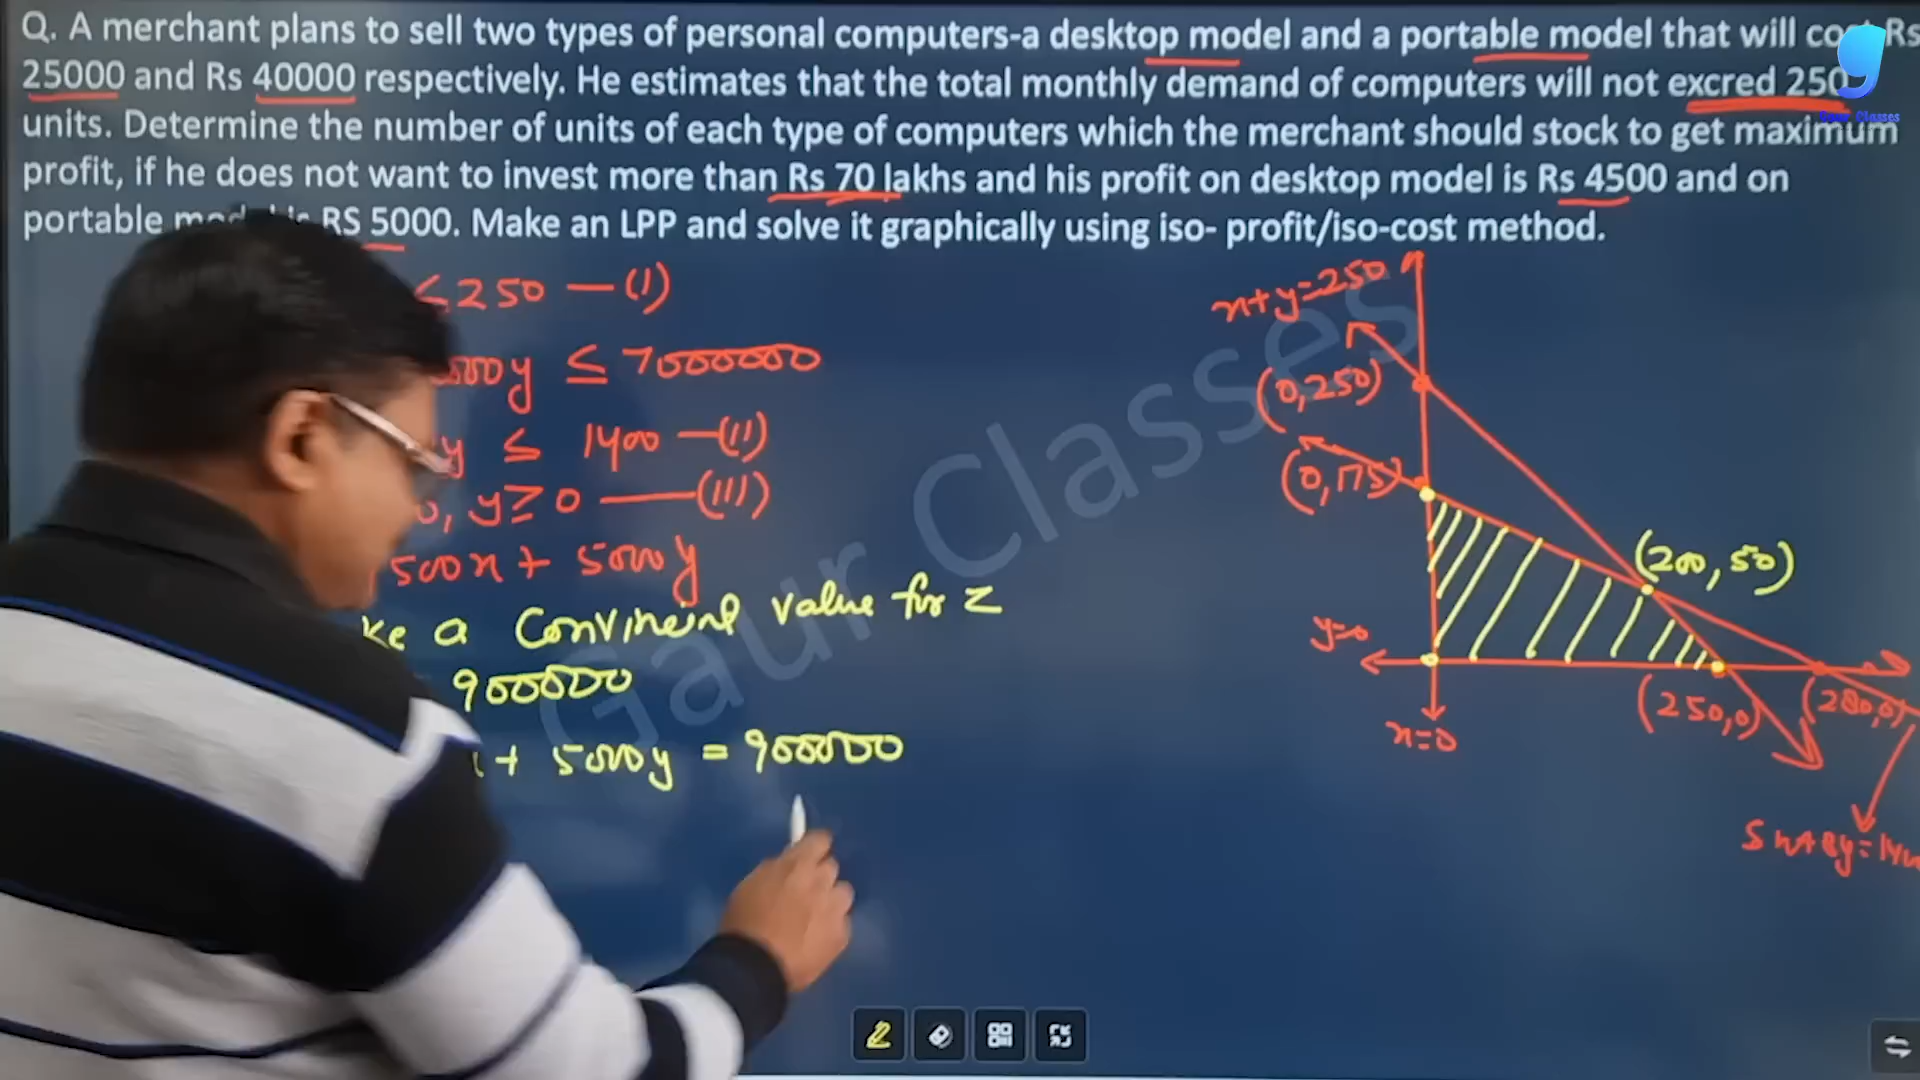 Q. A merchant plans to sell two types of personal computers-a desktop model and a portable model that will Rs
25000 and Rs 40000 respectively. He estimates that the total monthly demand of computers will not excred 250
units. Determine the number of units of each type of computers which the merchant should stock to get maximum
profit, if he does not want to invest more than Rs 70 lakhs and his profit on desktop model is Rs 4500 and on
portable RS 5000. Make an LPP and solve it graphically using iso- profit/iso-cost method.
Gaur Classes
≤250 —(I)
000y ≤ 7000000
y ≤ 1400 —(II)
0, y≥0 ——(III)
500x + 5000y
ke a Convineinl value for z
900000
x + 5000y = 900000
x+y=250
(0,250)
(0,175)
(200,50)
y=0
(250,0)
(280,0)
x=0
5x+8y=14
Gaur Classes